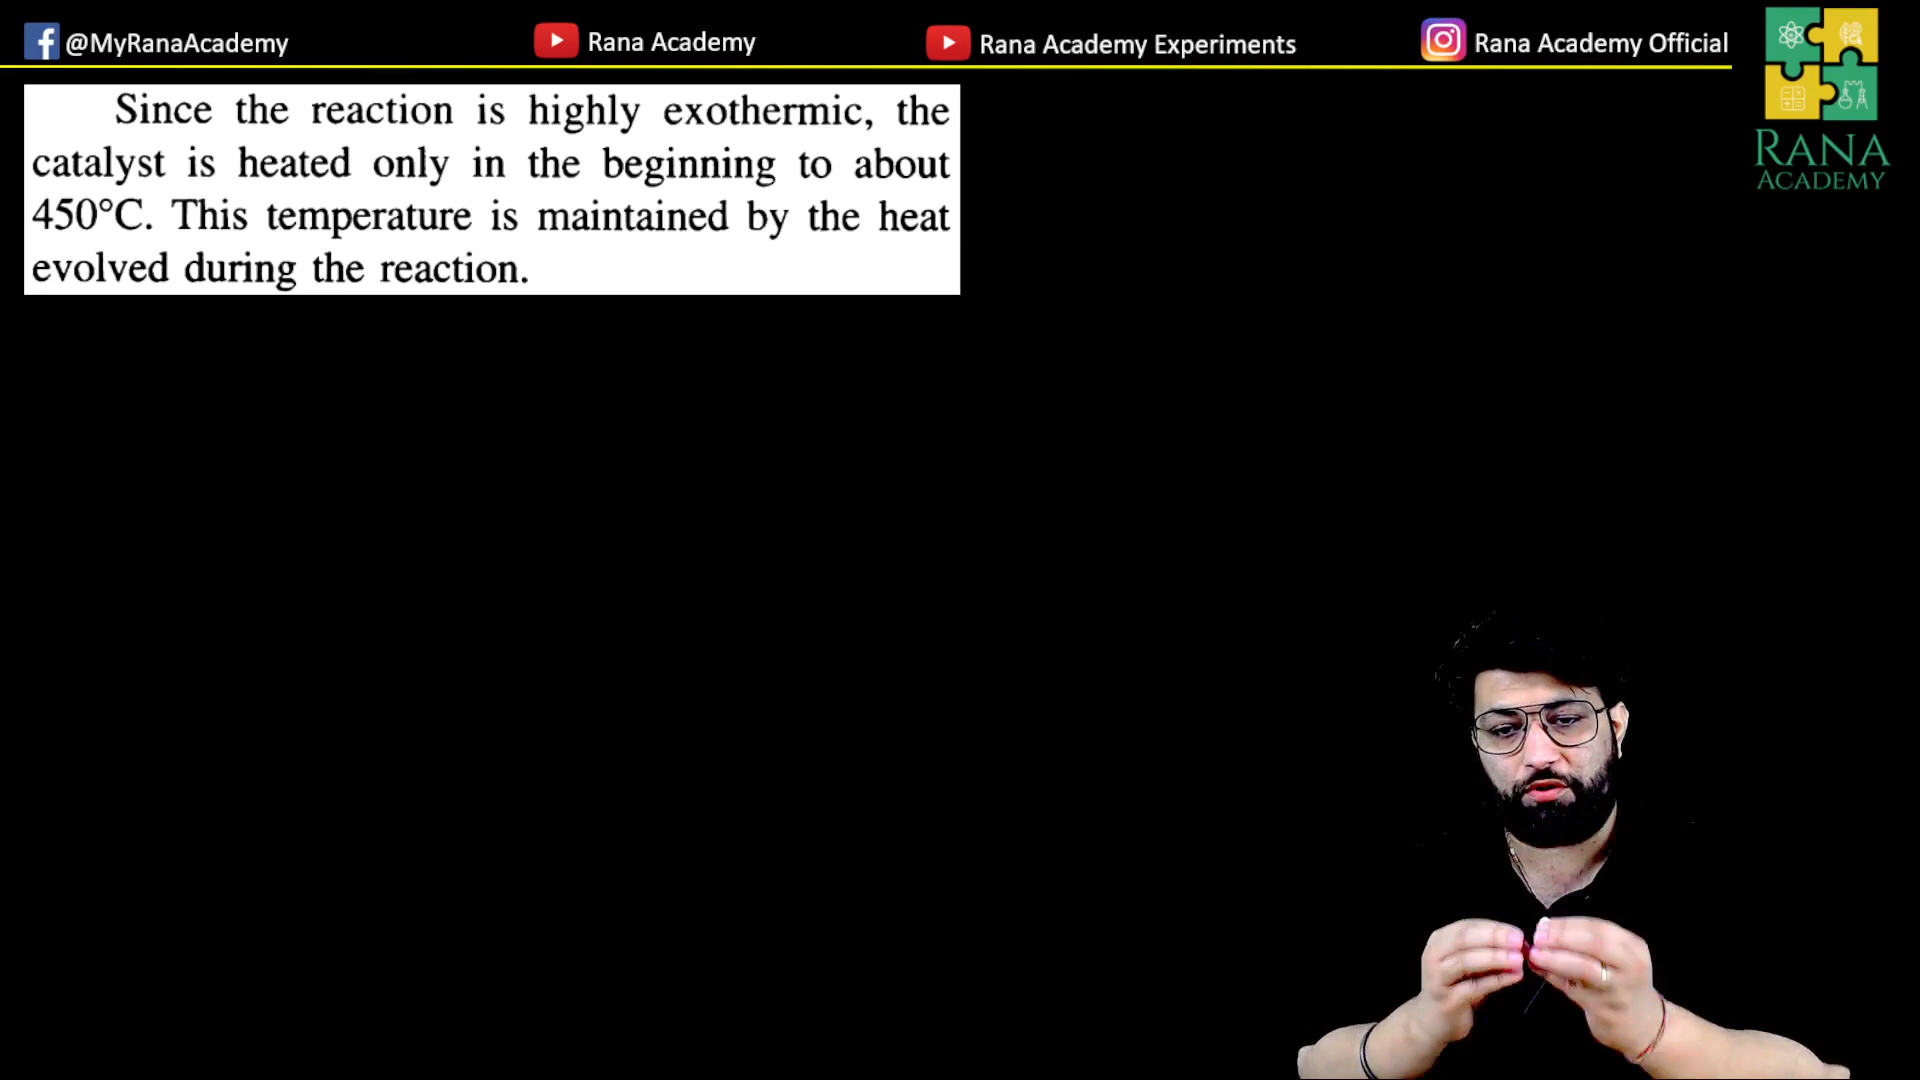 @MyRanaAcademy
Rana Academy
Rana Academy Experiments
Rana Academy Official
RANA
ACADEMY
Since the reaction is highly exothermic, the
catalyst is heated only in the beginning to about
450°C. This temperature is maintained by the heat
evolved during the reaction.